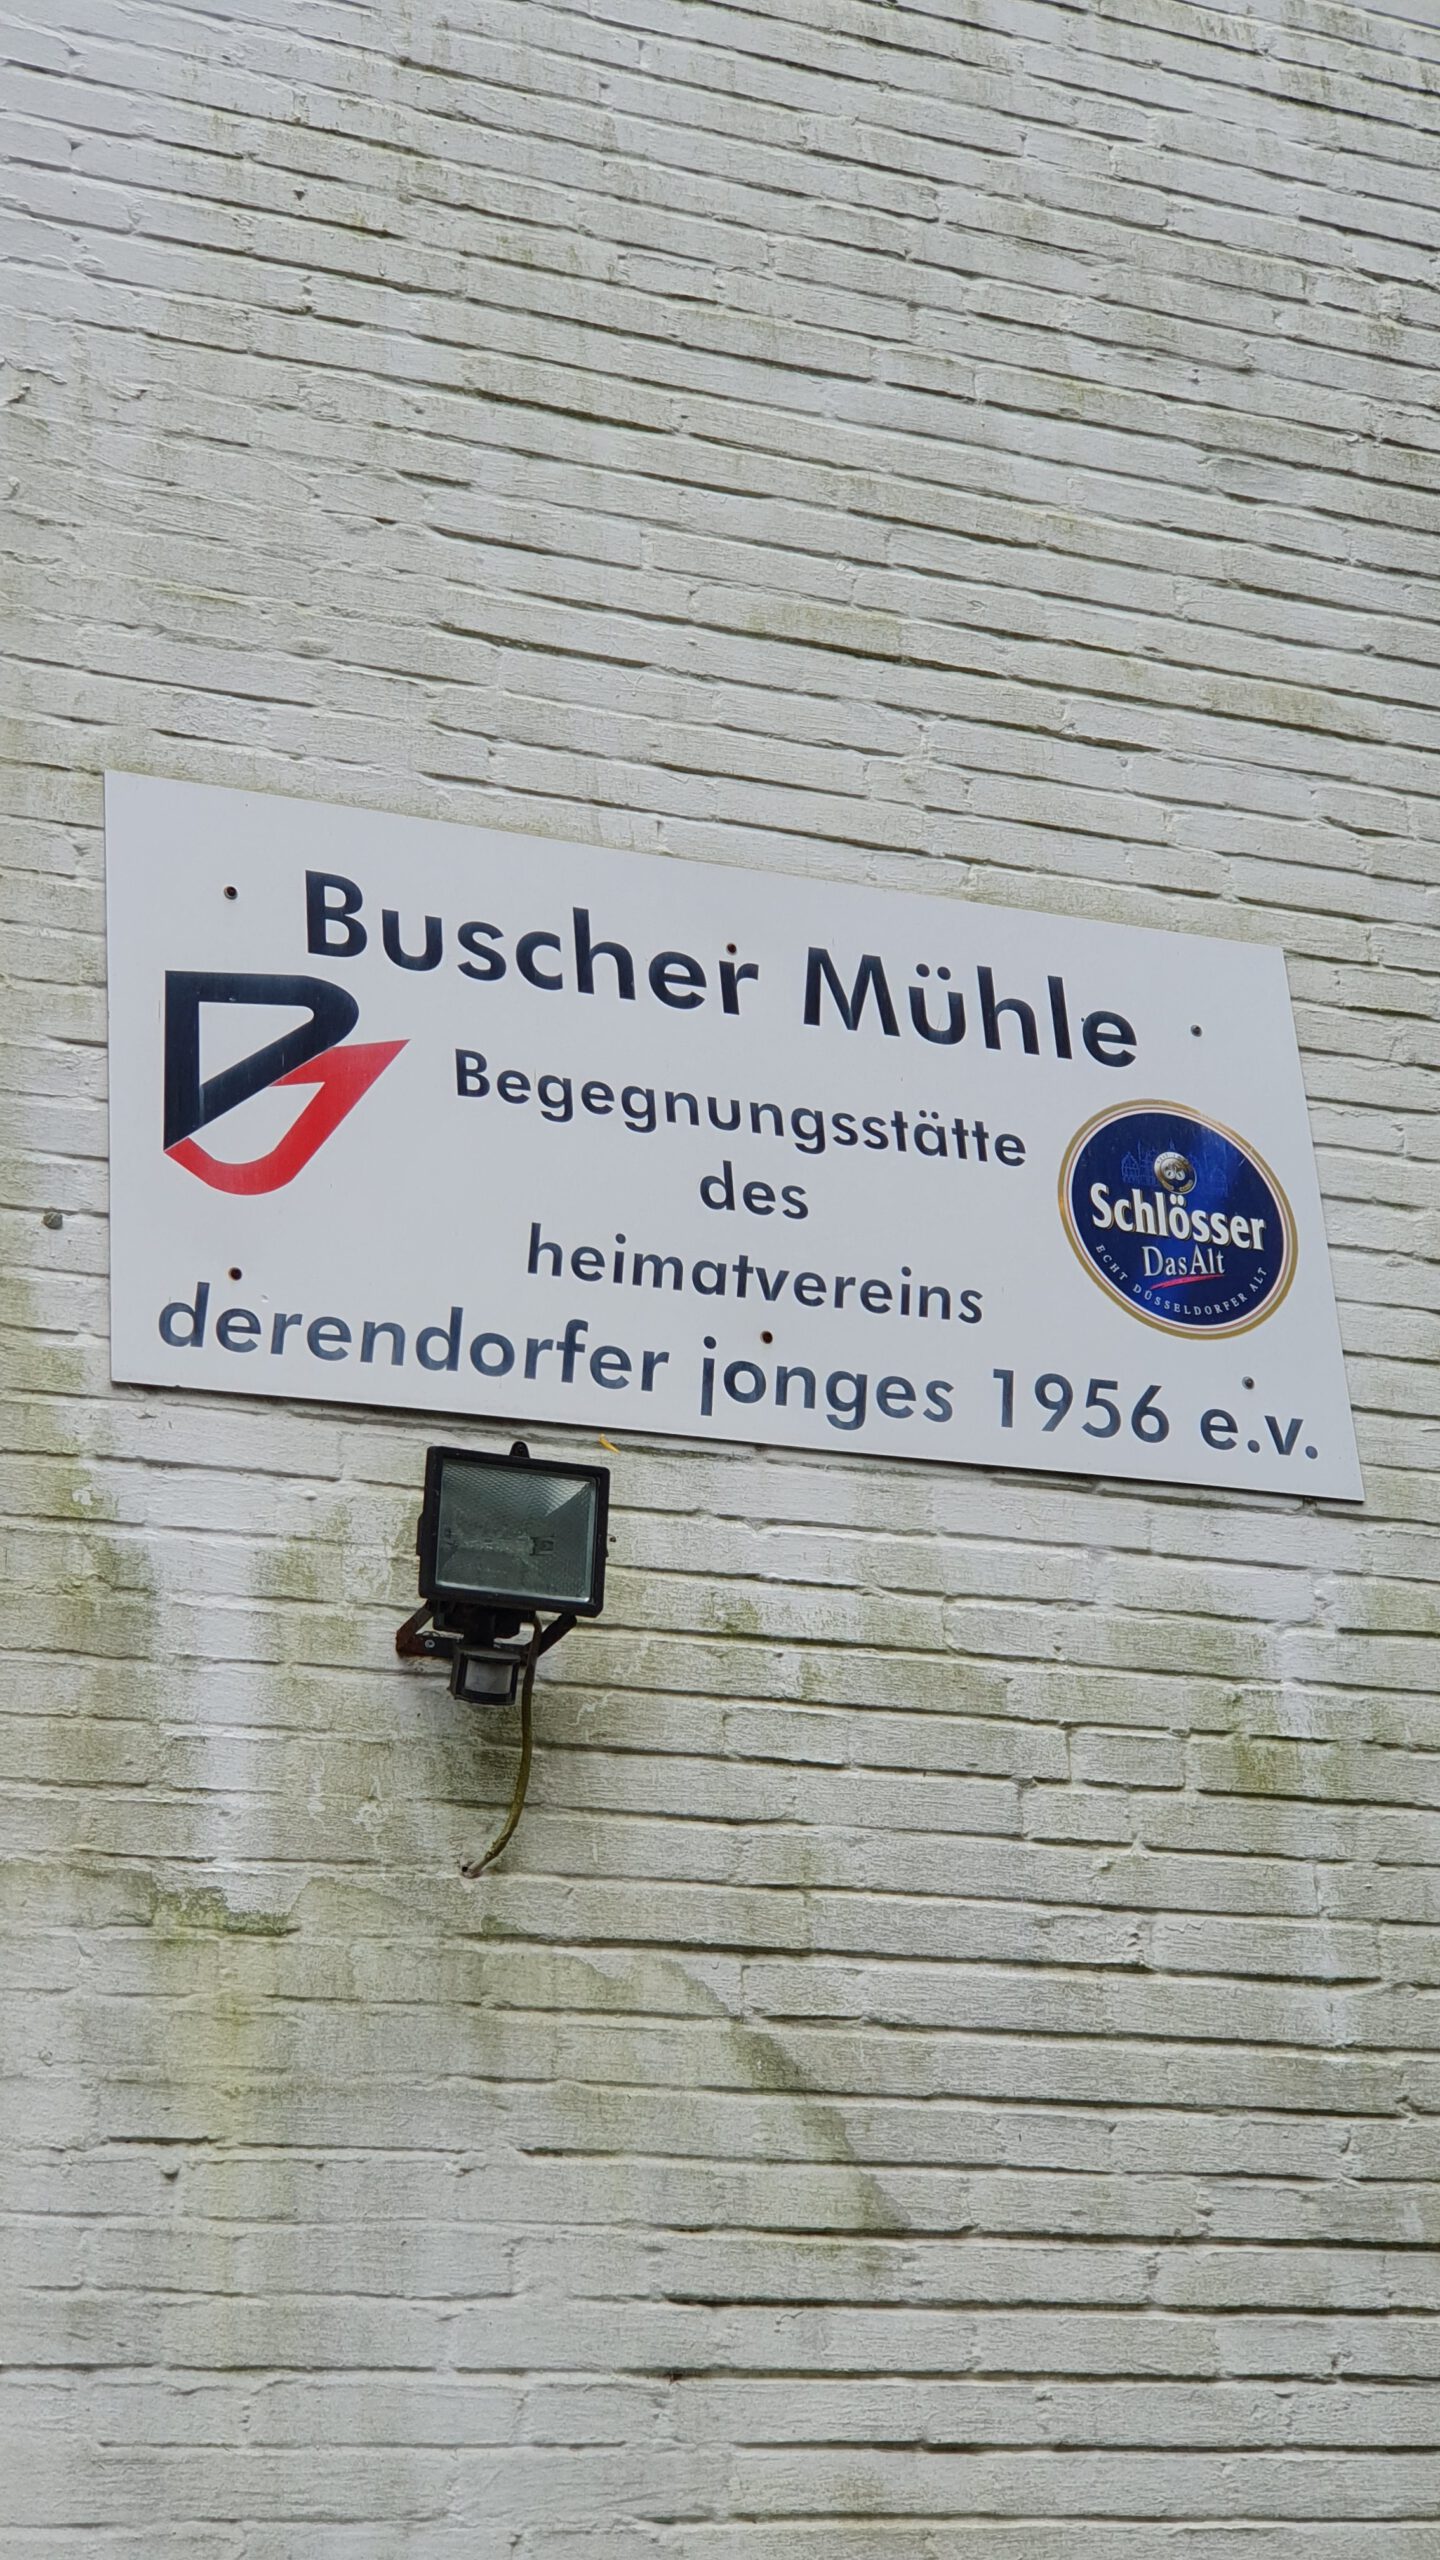 Buscher Mühle
Begegnungsstätte
des
heimatvereins
derendorfer jonges 1956 e.v.
Schlösser
Das Alt
ECHT DÜSSELDORFER ALT